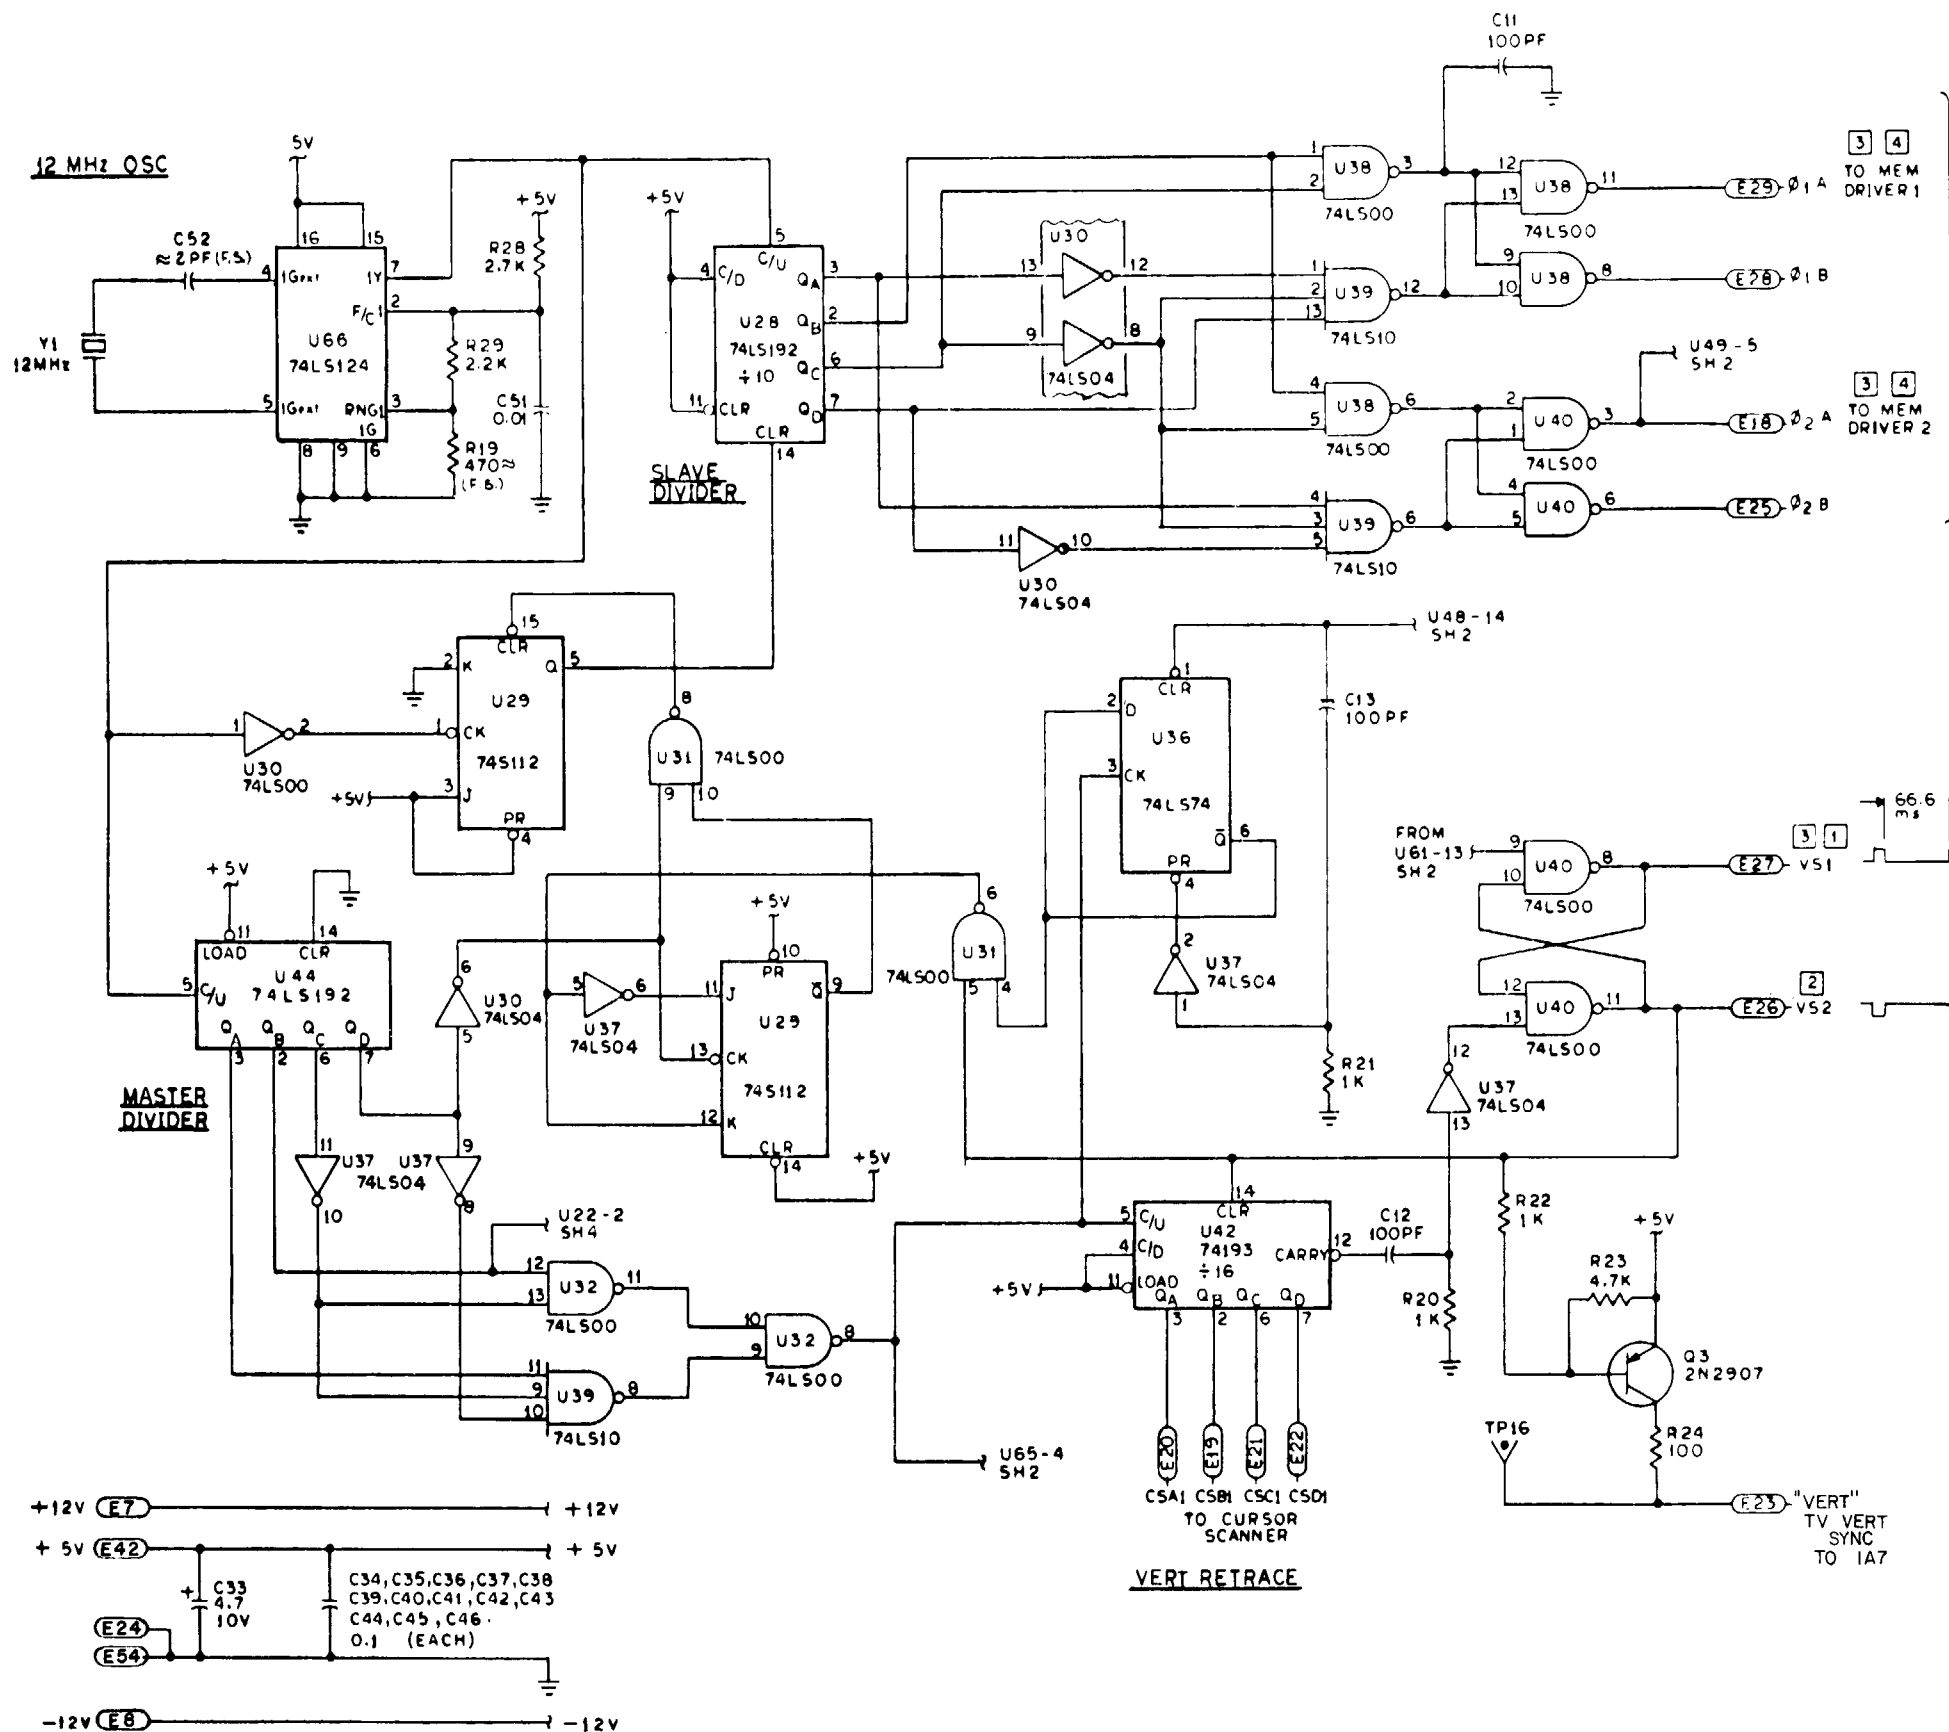 12 MHz OSC
5V
16
15
C52
≈2PF(F.S.)
4
1Gext
1Y
7
F/C1
2
U66
74LS124
Y1
12MHz
5
1Gext
RNG1
3
1G
8
9
6
+5V
R28
2.7K
R29
2.2K
C51
0.01
R19
470≈
(F.S.)
+5V
5
C/U
4
C/D
QA
3
U28
QB
2
74LS192
QC
6
÷10
11
CLR
QD
7
CLR
14
SLAVE
DIVIDER
U30
13
12
9
8
74LS04
11
10
U30
74LS04
C11
100PF
1
2
U38
3
74LS00
1
2
13
U39
12
74LS10
4
5
U38
6
74LS00
4
3
5
U39
6
74LS10
12
13
U38
11
74LS00
9
10
U38
8
2
1
U40
3
74LS00
4
5
U40
6
E29 Ø1 A
E28 Ø1 B
U49-5
SH 2
E18 Ø2 A
E25 Ø2 B
3 4
TO MEM
DRIVER 1
3 4
TO MEM
DRIVER 2
1
2
U30
74LS00
15
CLR
2
K
Q
5
U29
1
CK
74S112
+5V
3
J
PR
4
8
U31
74LS00
9
10
U48-14
SH2
1
CLR
2
D
U36
3
CK
74LS74
Q
6
PR
4
C13
100PF
2
U37
74LS04
1
R21
1K
+5V
11
14
LOAD
CLR
U44
74LS192
5
C/U
QA
QB
QC
QD
3
2
6
7
MASTER
DIVIDER
6
U30
74LS04
5
5
6
U37
74LS04
+5V
10
PR
11
J
Q
9
U29
13
CK
74S112
12
K
CLR
14
+5V
6
U31
74LS00
5
4
FROM
U61-13
SH2
9
10
U40
8
74LS00
12
13
U40
11
74LS00
3 1
E27 VS1
66.6
ms
2
E26 VS2
12
U37
74LS04
13
11
U37
10
9
U37
74LS04
8
U22-2
SH4
12
13
U32
11
74LS00
11
9
10
U39
8
74LS10
10
9
U32
8
74LS00
U65-4
SH2
14
CLR
5
C/U
U42
4
C/D
74193
CARRY
12
÷16
+5V
11
LOAD
QA
QB
QC
QD
3
2
6
7
C12
100PF
R20
1K
R22
1K
+5V
R23
4.7K
Q3
2N2907
R24
100
TP16
E23 "VERT"
TV VERT
SYNC
TO 1A7
E20
E19
E21
E22
CSA1 CSB1 CSC1 CSD1
TO CURSOR
SCANNER
VERT RETRACE
+12V E7 +12V
+ 5V E42 + 5V
+
C33
4.7
10V
C34,C35,C36,C37,C38
C39,C40,C41,C42,C43
C44,C45,C46.
0.1 (EACH)
E24
E54
-12V E8 -12V